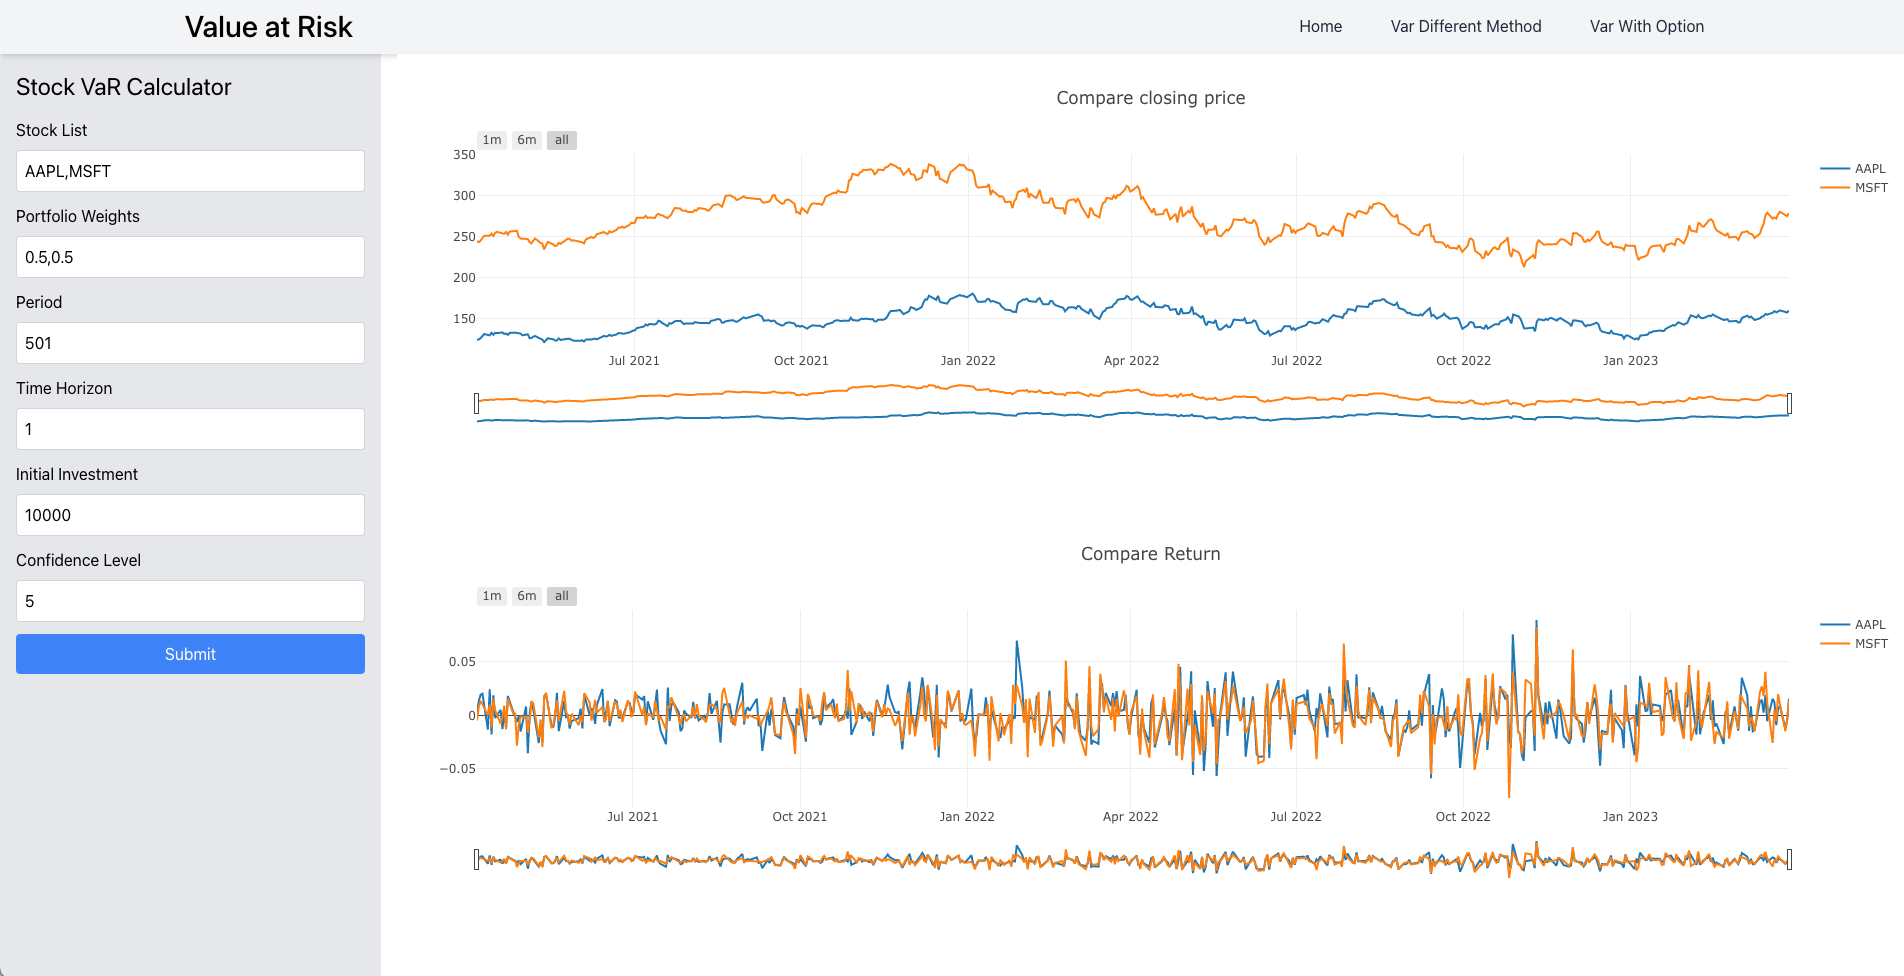 Value at Risk
Home
Var Different Method
Var With Option
Stock VaR Calculator
Stock List
AAPL,MSFT
Portfolio Weights
0.5,0.5
Period
501
Time Horizon
1
Initial Investment
10000
Confidence Level
5
Submit
Compare closing price
1m 6m all
350
300
250
200
150
Jul 2021 Oct 2021 Jan 2022 Apr 2022 Jul 2022 Oct 2022 Jan 2023
AAPL
MSFT
Compare Return
1m 6m all
0.05
0
−0.05
Jul 2021 Oct 2021 Jan 2022 Apr 2022 Jul 2022 Oct 2022 Jan 2023
AAPL
MSFT